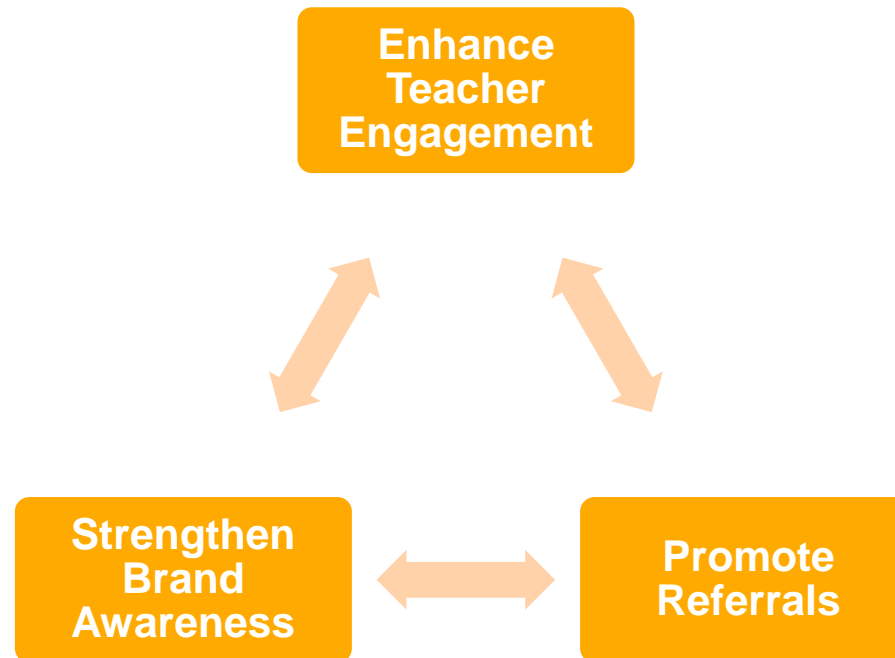 Enhance
Teacher
Engagement
Strengthen
Brand
Awareness
Promote
Referrals